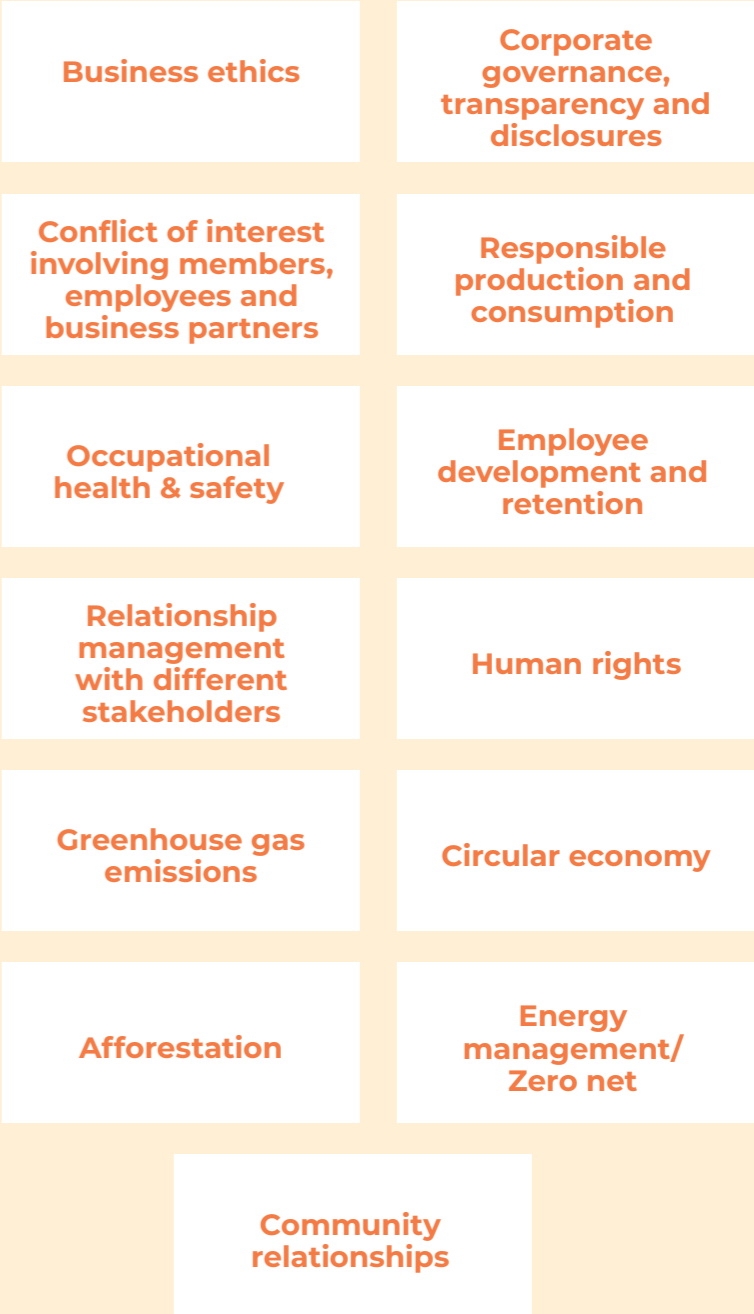 Business ethics
Corporate
governance,
transparency and
disclosures
Conflict of interest
involving members,
employees and
business partners
Responsible
production and
consumption
Occupational
health & safety
Employee
development and
retention
Relationship
management
with different
stakeholders
Human rights
Greenhouse gas
emissions
Circular economy
Afforestation
Energy
management/
Zero net
Community
relationships